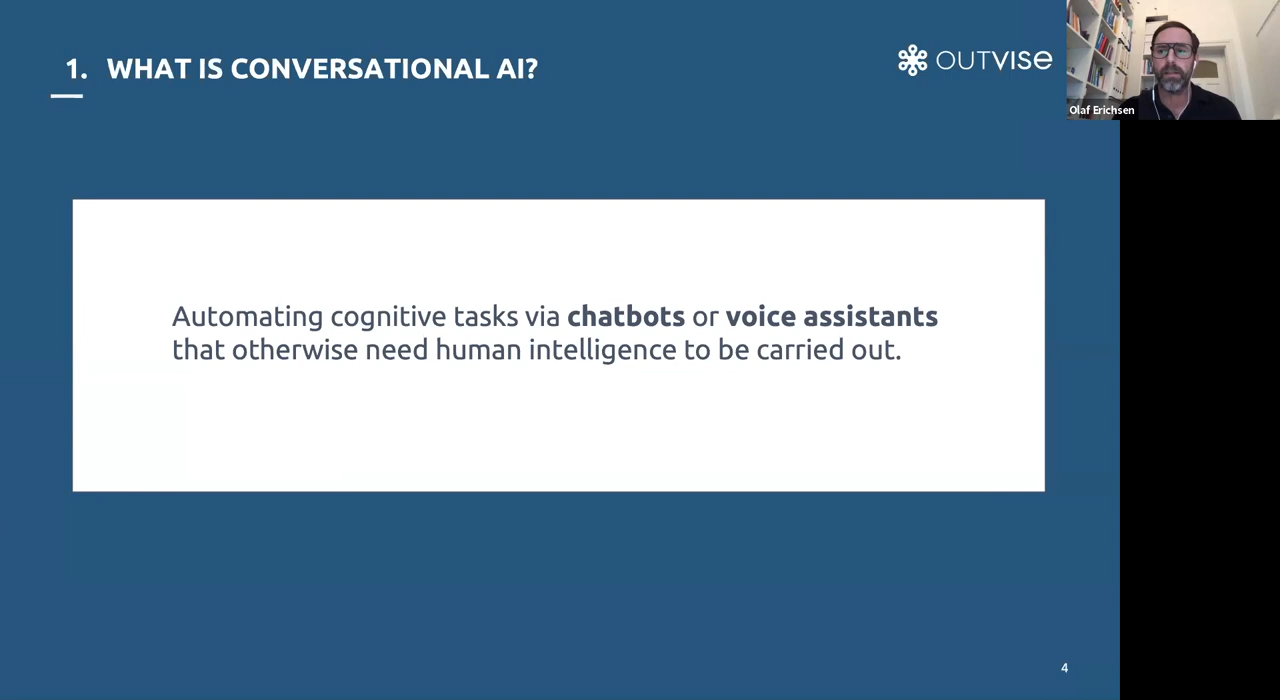 1. WHAT IS CONVERSATIONAL AI?
OUTVISE
Olaf Erichsen
Automating cognitive tasks via chatbots or voice assistants
that otherwise need human intelligence to be carried out.
4